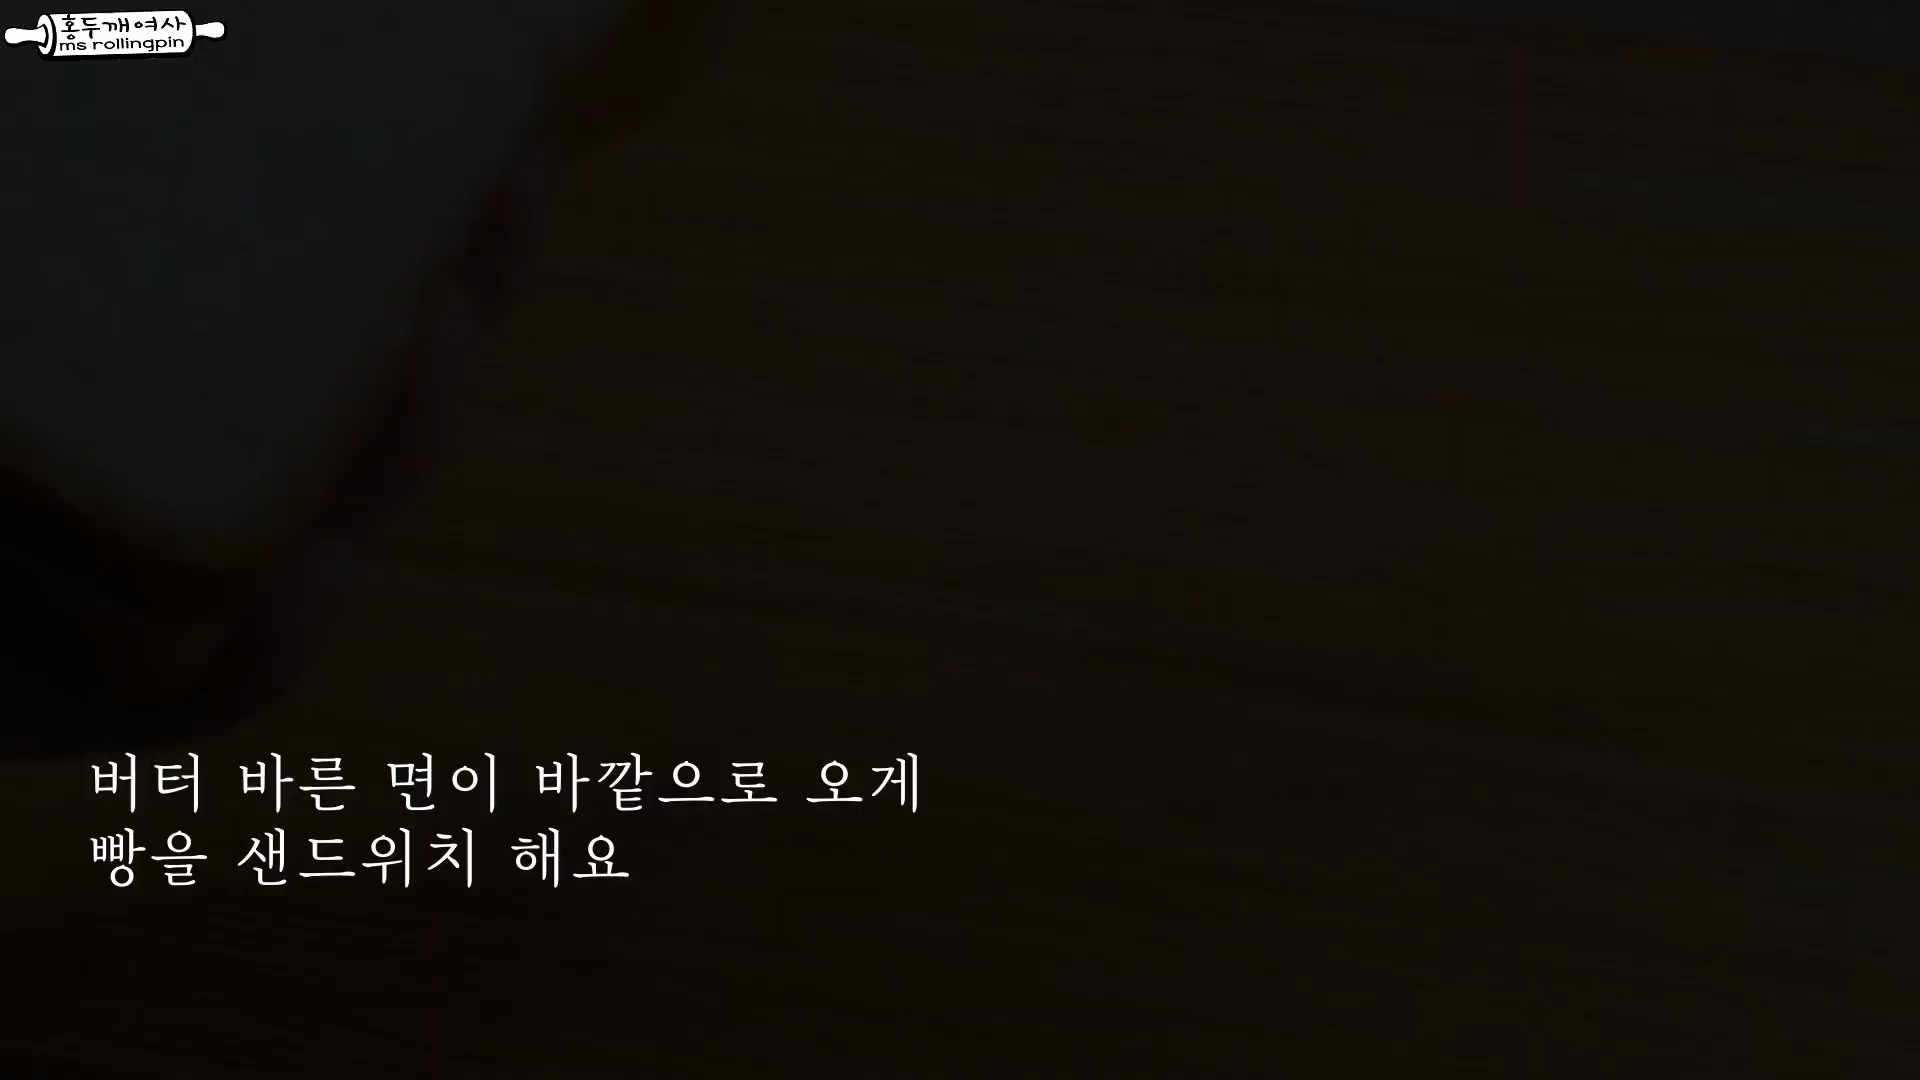 홍두깨여사
ms rollingpin
버터 바른 면이 바깥으로 오게
빵을 샌드위치 해요